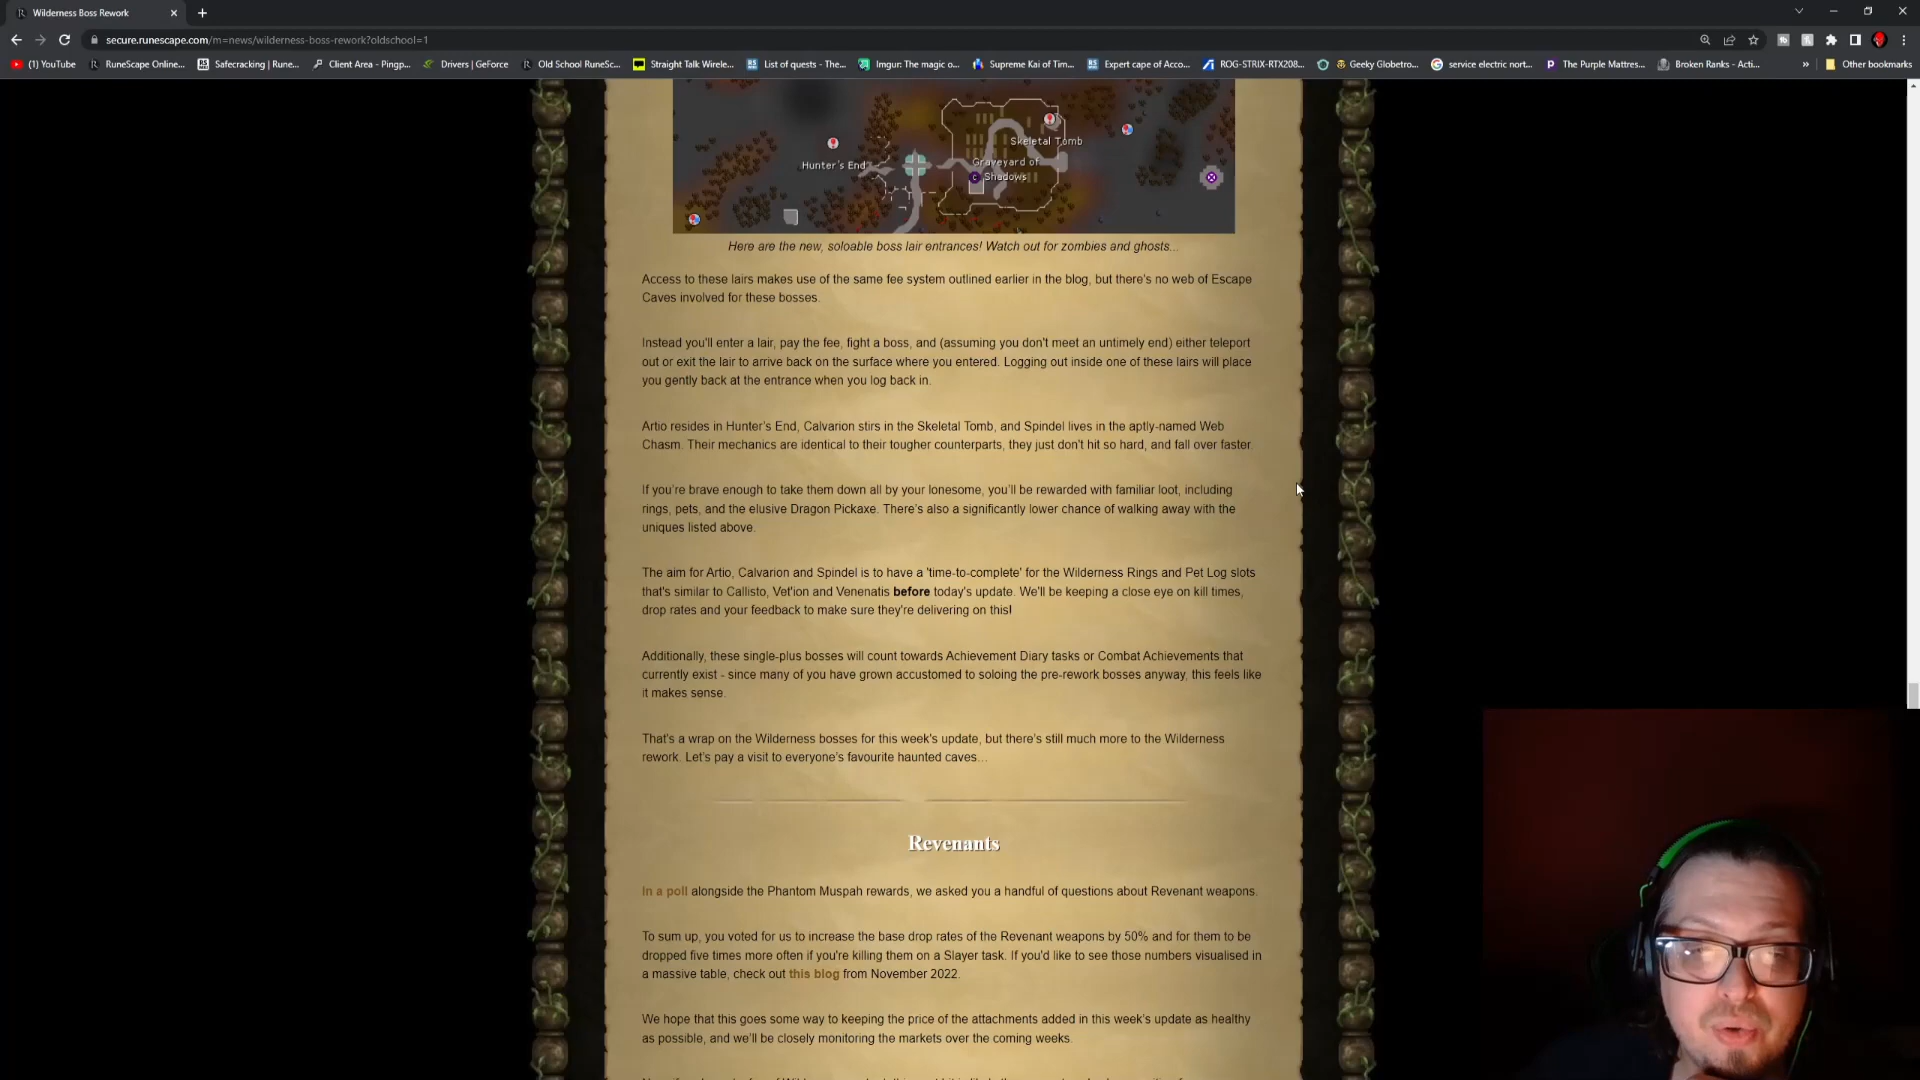 Wilderness Boss Rework
secure.runescape.com/m=news/wilderness-boss-rework?oldschool=1
(1) YouTube
RuneScape Online...
Safecracking | Rune...
Client Area - Pingp...
Drivers | GeForce
Old School RuneSc...
Straight Talk Wirele...
List of quests - The...
Imgur: The magic o...
Supreme Kai of Tim...
Expert cape of Acco...
ROG-STRIX-RTX208...
Geeky Globetro...
service electric nort...
The Purple Mattres...
Broken Ranks - Acti...
»
Other bookmarks
Skeletal Tomb
Hunter's End
Graveyard of
Shadows
Here are the new, soloable boss lair entrances! Watch out for zombies and ghosts...
Access to these lairs makes use of the same fee system outlined earlier in the blog, but there's no web of Escape
Caves involved for these bosses.
Instead you'll enter a lair, pay the fee, fight a boss, and (assuming you don't meet an untimely end) either teleport
out or exit the lair to arrive back on the surface where you entered. Logging out inside one of these lairs will place
you gently back at the entrance when you log back in.
Artio resides in Hunter's End, Calvarion stirs in the Skeletal Tomb, and Spindel lives in the aptly-named Web
Chasm. Their mechanics are identical to their tougher counterparts, they just don't hit so hard, and fall over faster.
If you're brave enough to take them down all by your lonesome, you'll be rewarded with familiar loot, including
rings, pets, and the elusive Dragon Pickaxe. There's also a significantly lower chance of walking away with the
uniques listed above.
The aim for Artio, Calvarion and Spindel is to have a 'time-to-complete' for the Wilderness Rings and Pet Log slots
that's similar to Callisto, Vet'ion and Venenatis before today's update. We'll be keeping a close eye on kill times,
drop rates and your feedback to make sure they're delivering on this!
Additionally, these single-plus bosses will count towards Achievement Diary tasks or Combat Achievements that
currently exist - since many of you have grown accustomed to soloing the pre-rework bosses anyway, this feels like
it makes sense.
That's a wrap on the Wilderness bosses for this week's update, but there's still much more to the Wilderness
rework. Let's pay a visit to everyone's favourite haunted caves...
Revenants
In a poll alongside the Phantom Muspah rewards, we asked you a handful of questions about Revenant weapons.
To sum up, you voted for us to increase the base drop rates of the Revenant weapons by 50% and for them to be
dropped five times more often if you're killing them on a Slayer task. If you'd like to see those numbers visualised in
a massive table, check out this blog from November 2022.
We hope that this goes some way to keeping the price of the attachments added in this week's update as healthy
as possible, and we'll be closely monitoring the markets over the coming weeks.